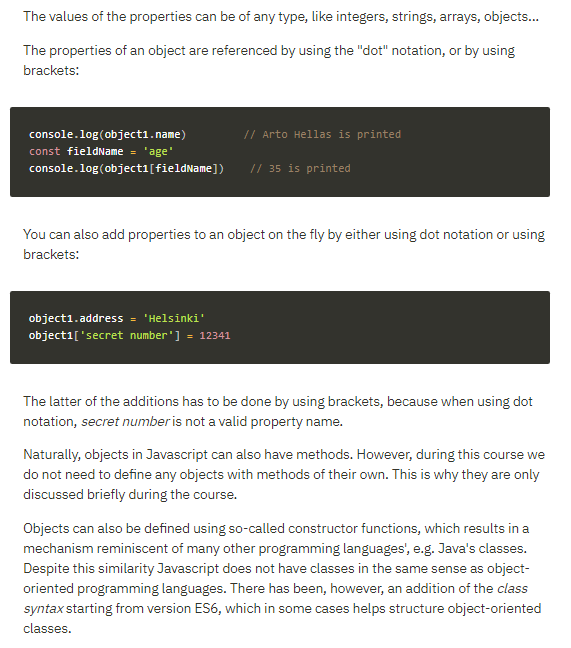 The values of the properties can be of any type, like integers, strings, arrays, objects...
The properties of an object are referenced by using the "dot" notation, or by using
brackets:
console.log(object1.name)         // Arto Hellas is printed
const fieldName = 'age'
console.log(object1[fieldName])    // 35 is printed
You can also add properties to an object on the fly by either using dot notation or using
brackets:
object1.address = 'Helsinki'
object1['secret number'] = 12341
The latter of the additions has to be done by using brackets, because when using dot
notation, secret number is not a valid property name.
Naturally, objects in Javascript can also have methods. However, during this course we
do not need to define any objects with methods of their own. This is why they are only
discussed briefly during the course.
Objects can also be defined using so-called constructor functions, which results in a
mechanism reminiscent of many other programming languages', e.g. Java's classes.
Despite this similarity Javascript does not have classes in the same sense as object-
oriented programming languages. There has been, however, an addition of the class
syntax starting from version ES6, which in some cases helps structure object-oriented
classes.